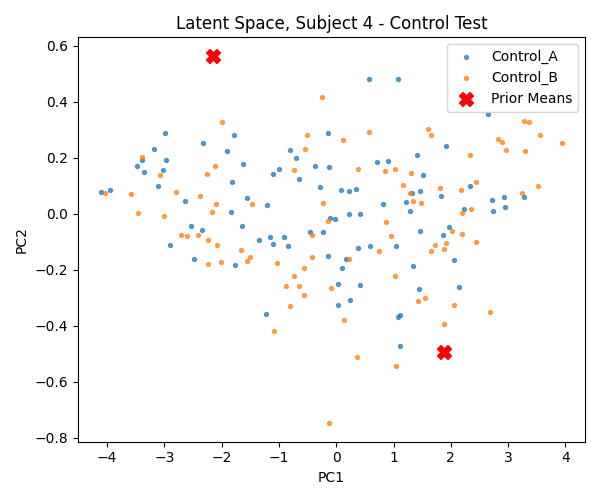 Latent Space, Subject 4 - Control Test
Control_A
Control_B
Prior Means
0.6
0.4
0.2
0.0
−0.2
−0.4
−0.6
−0.8
PC2
−4 −3 −2 −1 0 1 2 3 4
PC1